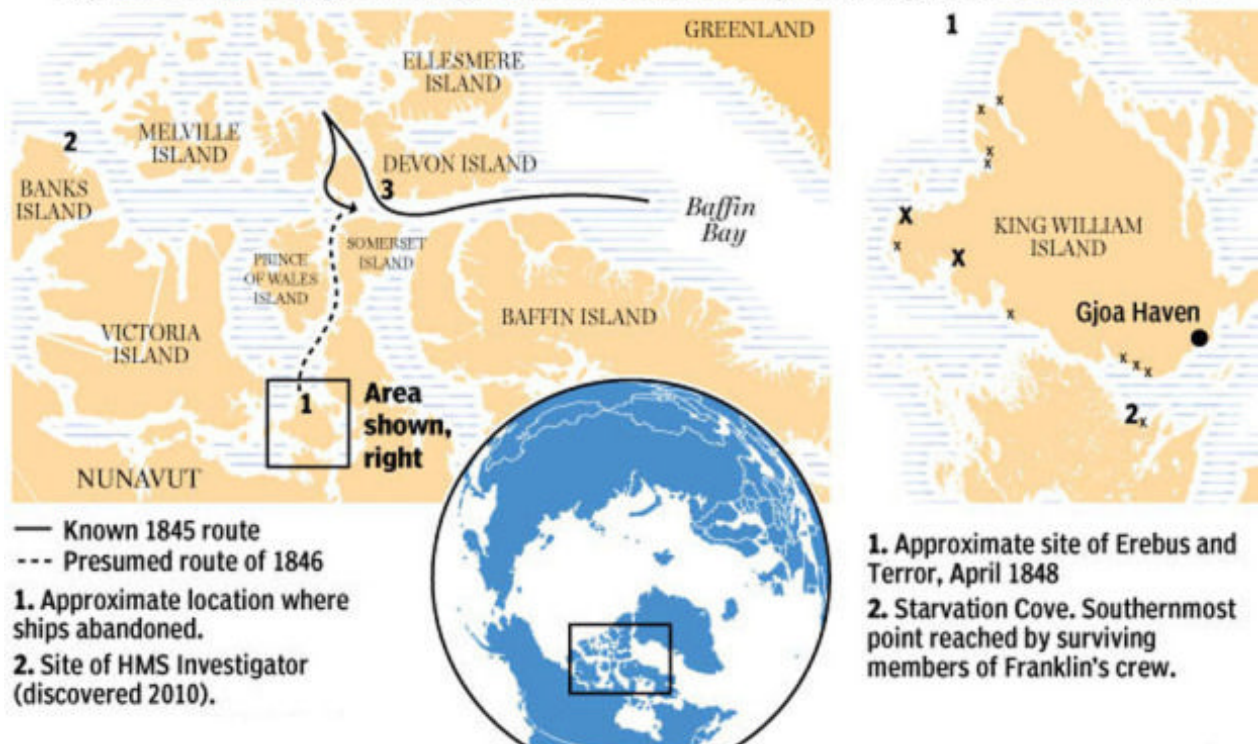 GREENLAND
ELLESMERE
ISLAND
2
MELVILLE
ISLAND
DEVON ISLAND
3
BANKS
ISLAND
Baffin
Bay
SOMERSET
ISLAND
PRINCE
OF WALES
ISLAND
VICTORIA
ISLAND
BAFFIN ISLAND
1
Area
shown,
right
NUNAVUT
Known 1845 route
Presumed route of 1846
1. Approximate location where
ships abandoned.
2. Site of HMS Investigator
(discovered 2010).
1
x
x
x
x
X
x
X
KING WILLIAM
ISLAND
x
Gjoa Haven
x
x
x
2
x
1. Approximate site of Erebus and
Terror, April 1848
2. Starvation Cove. Southernmost
point reached by surviving
members of Franklin's crew.